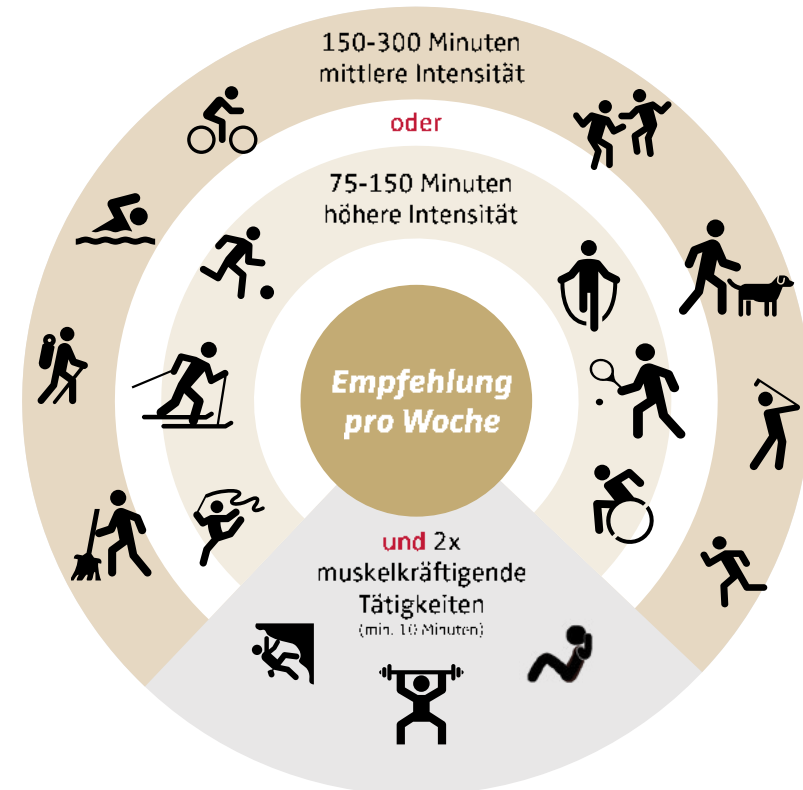 150-300 Minuten
mittlere Intensität
oder
75-150 Minuten
höhere Intensität
Empfehlung
pro Woche
und 2x
muskelkräftigende
Tätigkeiten
(min. 10 Minuten)